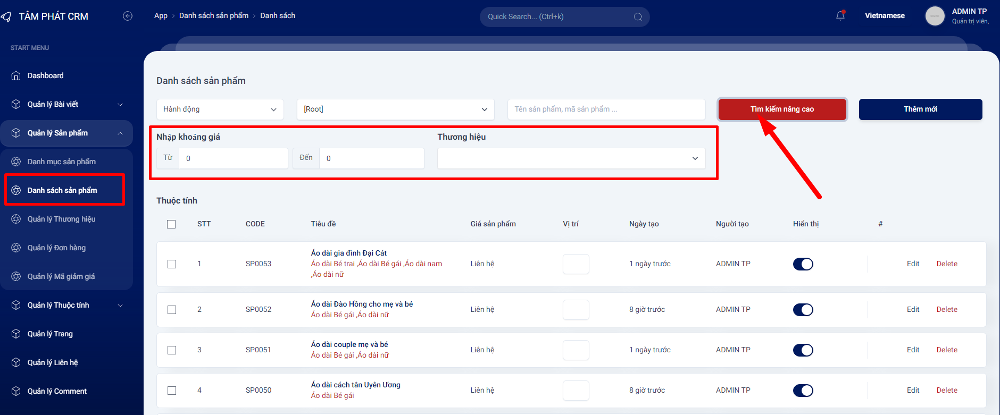 TÂM PHÁT CRM
App > Danh sách sản phẩm > Danh sách
Quick Search... (Ctrl+k)
Vietnamese
ADMIN TP
Quản trị viên,
START MENU
Dashboard
Quản lý Bài viết
Quản lý Sản phẩm
Danh mục sản phẩm
Danh sách sản phẩm
Quản lý Thương hiệu
Quản lý Đơn hàng
Quản lý Mã giảm giá
Quản lý Thuộc tính
Quản lý Trang
Quản lý Liên hệ
Quản lý Comment
Danh sách sản phẩm
Hành động
[Root]
Tên sản phẩm, mã sản phẩm ...
Tìm kiếm nâng cao
Thêm mới
Nhập khoảng giá
Thương hiệu
Từ 0 Đến 0
Thuộc tính
STT CODE Tiêu đề Giá sản phẩm Vị trí Ngày tạo Người tạo Hiển thị #
Áo dài gia đình Đại Cát
1 SP0053 Áo dài Bé trai ,Áo dài Bé gái ,Áo dài nam Liên hệ 1 ngày trước ADMIN TP Edit Delete
,Áo dài nữ
Áo dài Đào Hồng cho mẹ và bé
2 SP0052 Liên hệ 8 giờ trước ADMIN TP Edit Delete
Áo dài Bé gái ,Áo dài nữ
Áo dài couple mẹ và bé
3 SP0051 Liên hệ 1 ngày trước ADMIN TP Edit Delete
Áo dài Bé gái ,Áo dài nữ
Áo dài cách tân Uyên Ương
4 SP0050 Liên hệ 8 giờ trước ADMIN TP Edit Delete
Áo dài Bé gái